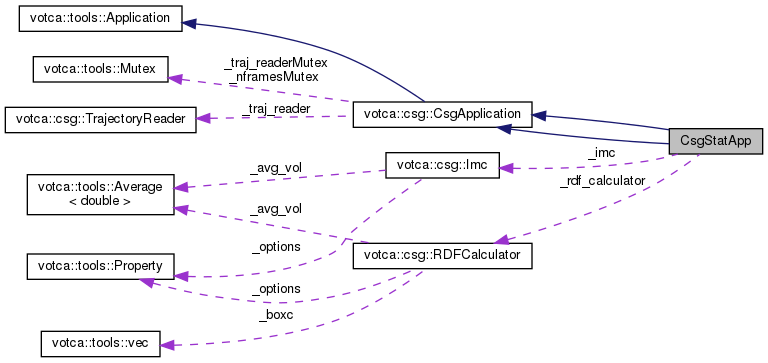 votca::tools::Application
votca::tools::Mutex
_traj_readerMutex
_nframesMutex
votca::csg::TrajectoryReader
_traj_reader
votca::csg::CsgApplication
CsgStatApp
_imc
votca::csg::Imc
_avg_vol
_rdf_calculator
votca::tools::Average
< double >
_avg_vol
_options
votca::csg::RDFCalculator
votca::tools::Property
_options
_boxc
votca::tools::vec